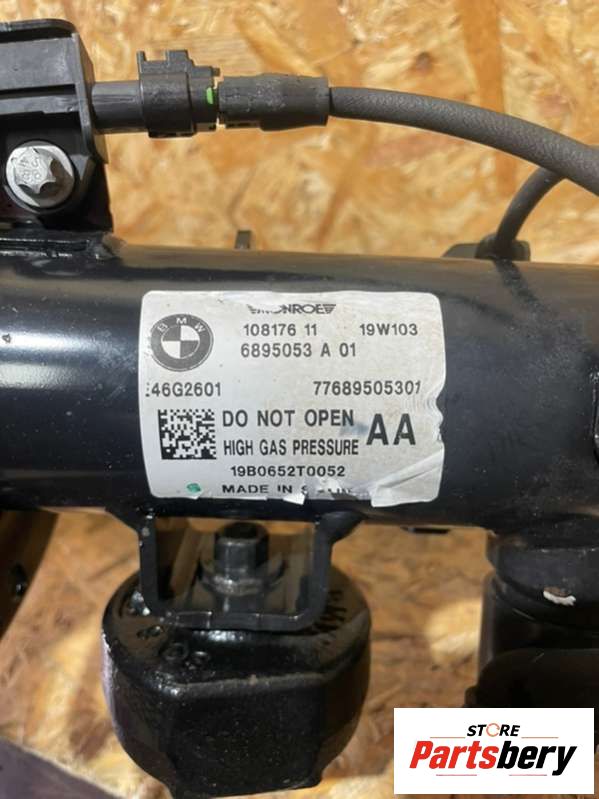 MONROE
BMW
108176 11 19W103
6895053 A 01
46G2601 77689505301
DO NOT OPEN
HIGH GAS PRESSURE AA
19B0652T0052
MADE IN
STORE
Partsbery